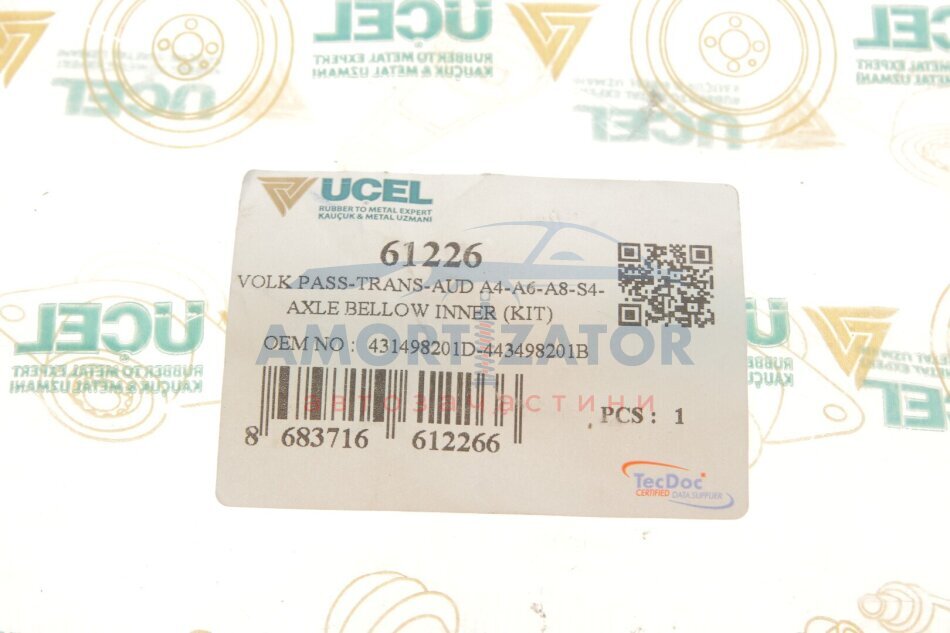 UÇEL
RUBBER TO METAL EXPERT
KAUÇUK & METAL UZMANI
61226
VOLK PASS-TRANS-AUD A4-A6-A8-S4-
AXLE BELLOW INNER (KIT)
OEM NO : 431498201D-443498201B
AMORTIZATOR
автозапчастини
8 683716 612266
PCS : 1
TecDoc
CERTIFIED DATA SUPPLIER